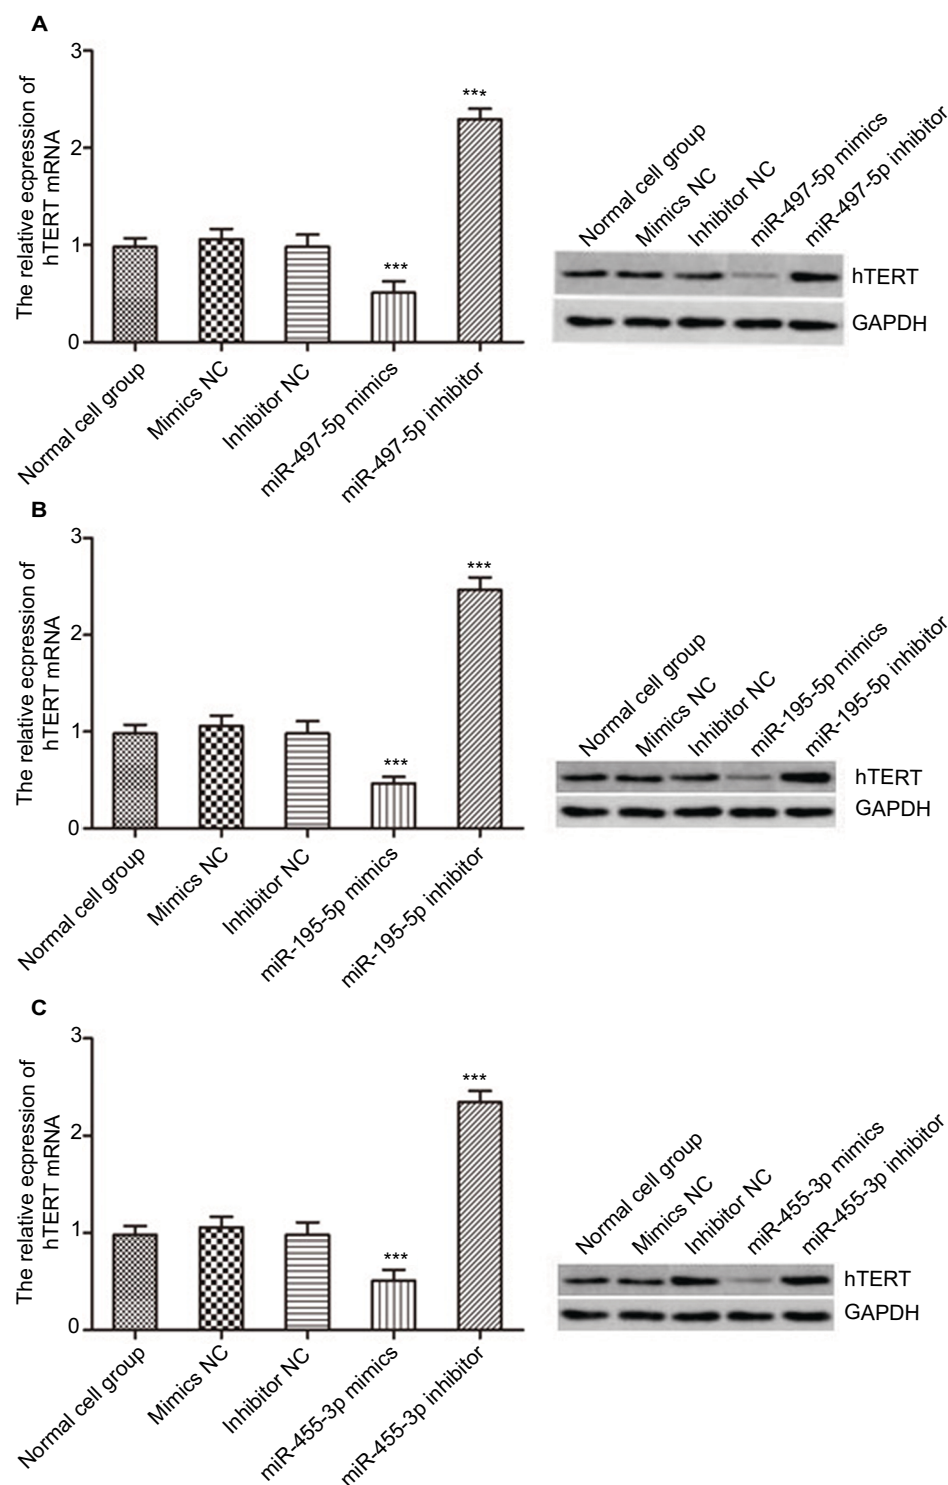 A
The relative ecpression of
hTERT mRNA
3
2
1
0
***
***
Normal cell group
Mimics NC
Inhibitor NC
miR-497-5p mimics
miR-497-5p inhibitor
Normal cell group
Mimics NC
Inhibitor NC
miR-497-5p mimics
miR-497-5p inhibitor
hTERT
GAPDH
B
The relative ecpression of
hTERT mRNA
3
2
1
0
***
***
Normal cell group
Mimics NC
Inhibitor NC
miR-195-5p mimics
miR-195-5p inhibitor
Normal cell group
Mimics NC
Inhibitor NC
miR-195-5p mimics
miR-195-5p inhibitor
hTERT
GAPDH
C
The relative ecpression of
hTERT mRNA
3
2
1
0
***
***
Normal cell group
Mimics NC
Inhibitor NC
miR-455-3p mimics
miR-455-3p inhibitor
Normal cell group
Mimics NC
Inhibitor NC
miR-455-3p mimics
miR-455-3p inhibitor
hTERT
GAPDH